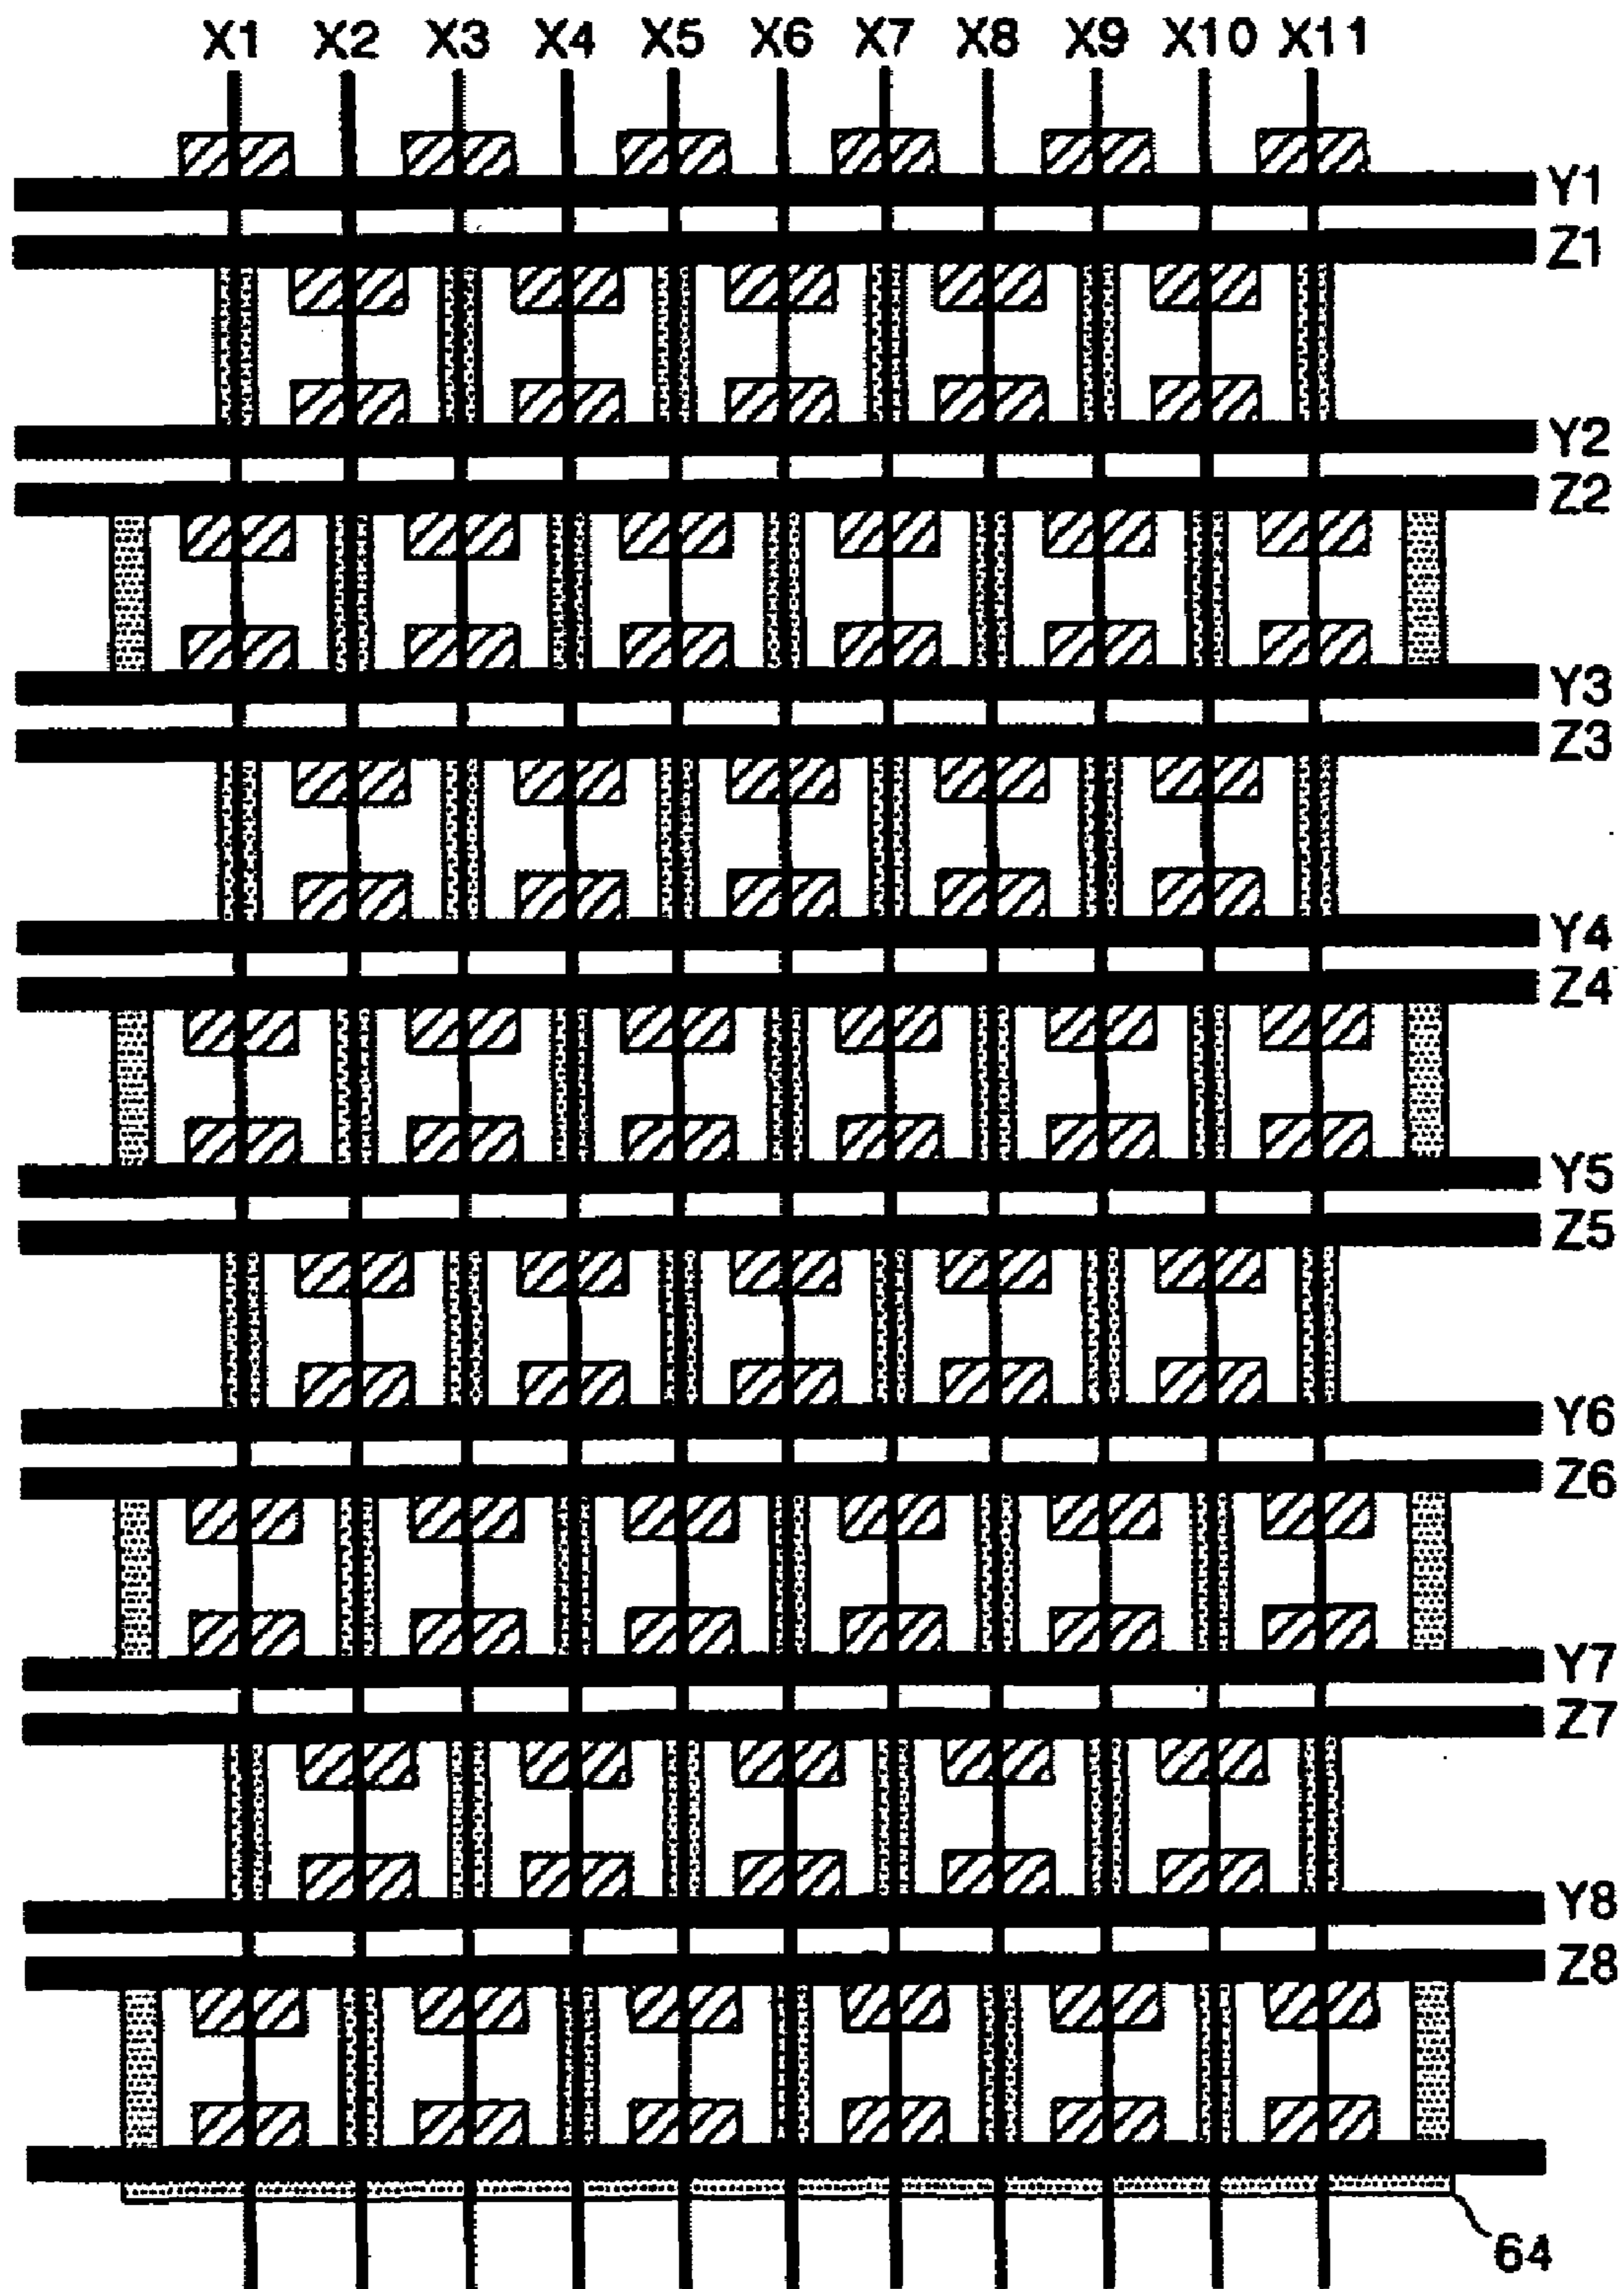 X1 X2 X3 X4 X5 X6 X7 X8 X9 X10 X11
Y1
Z1
Y2
Z2
Y3
Z3
Y4
Z4
Y5
Z5
Y6
Z6
Y7
Z7
Y8
Z8
64